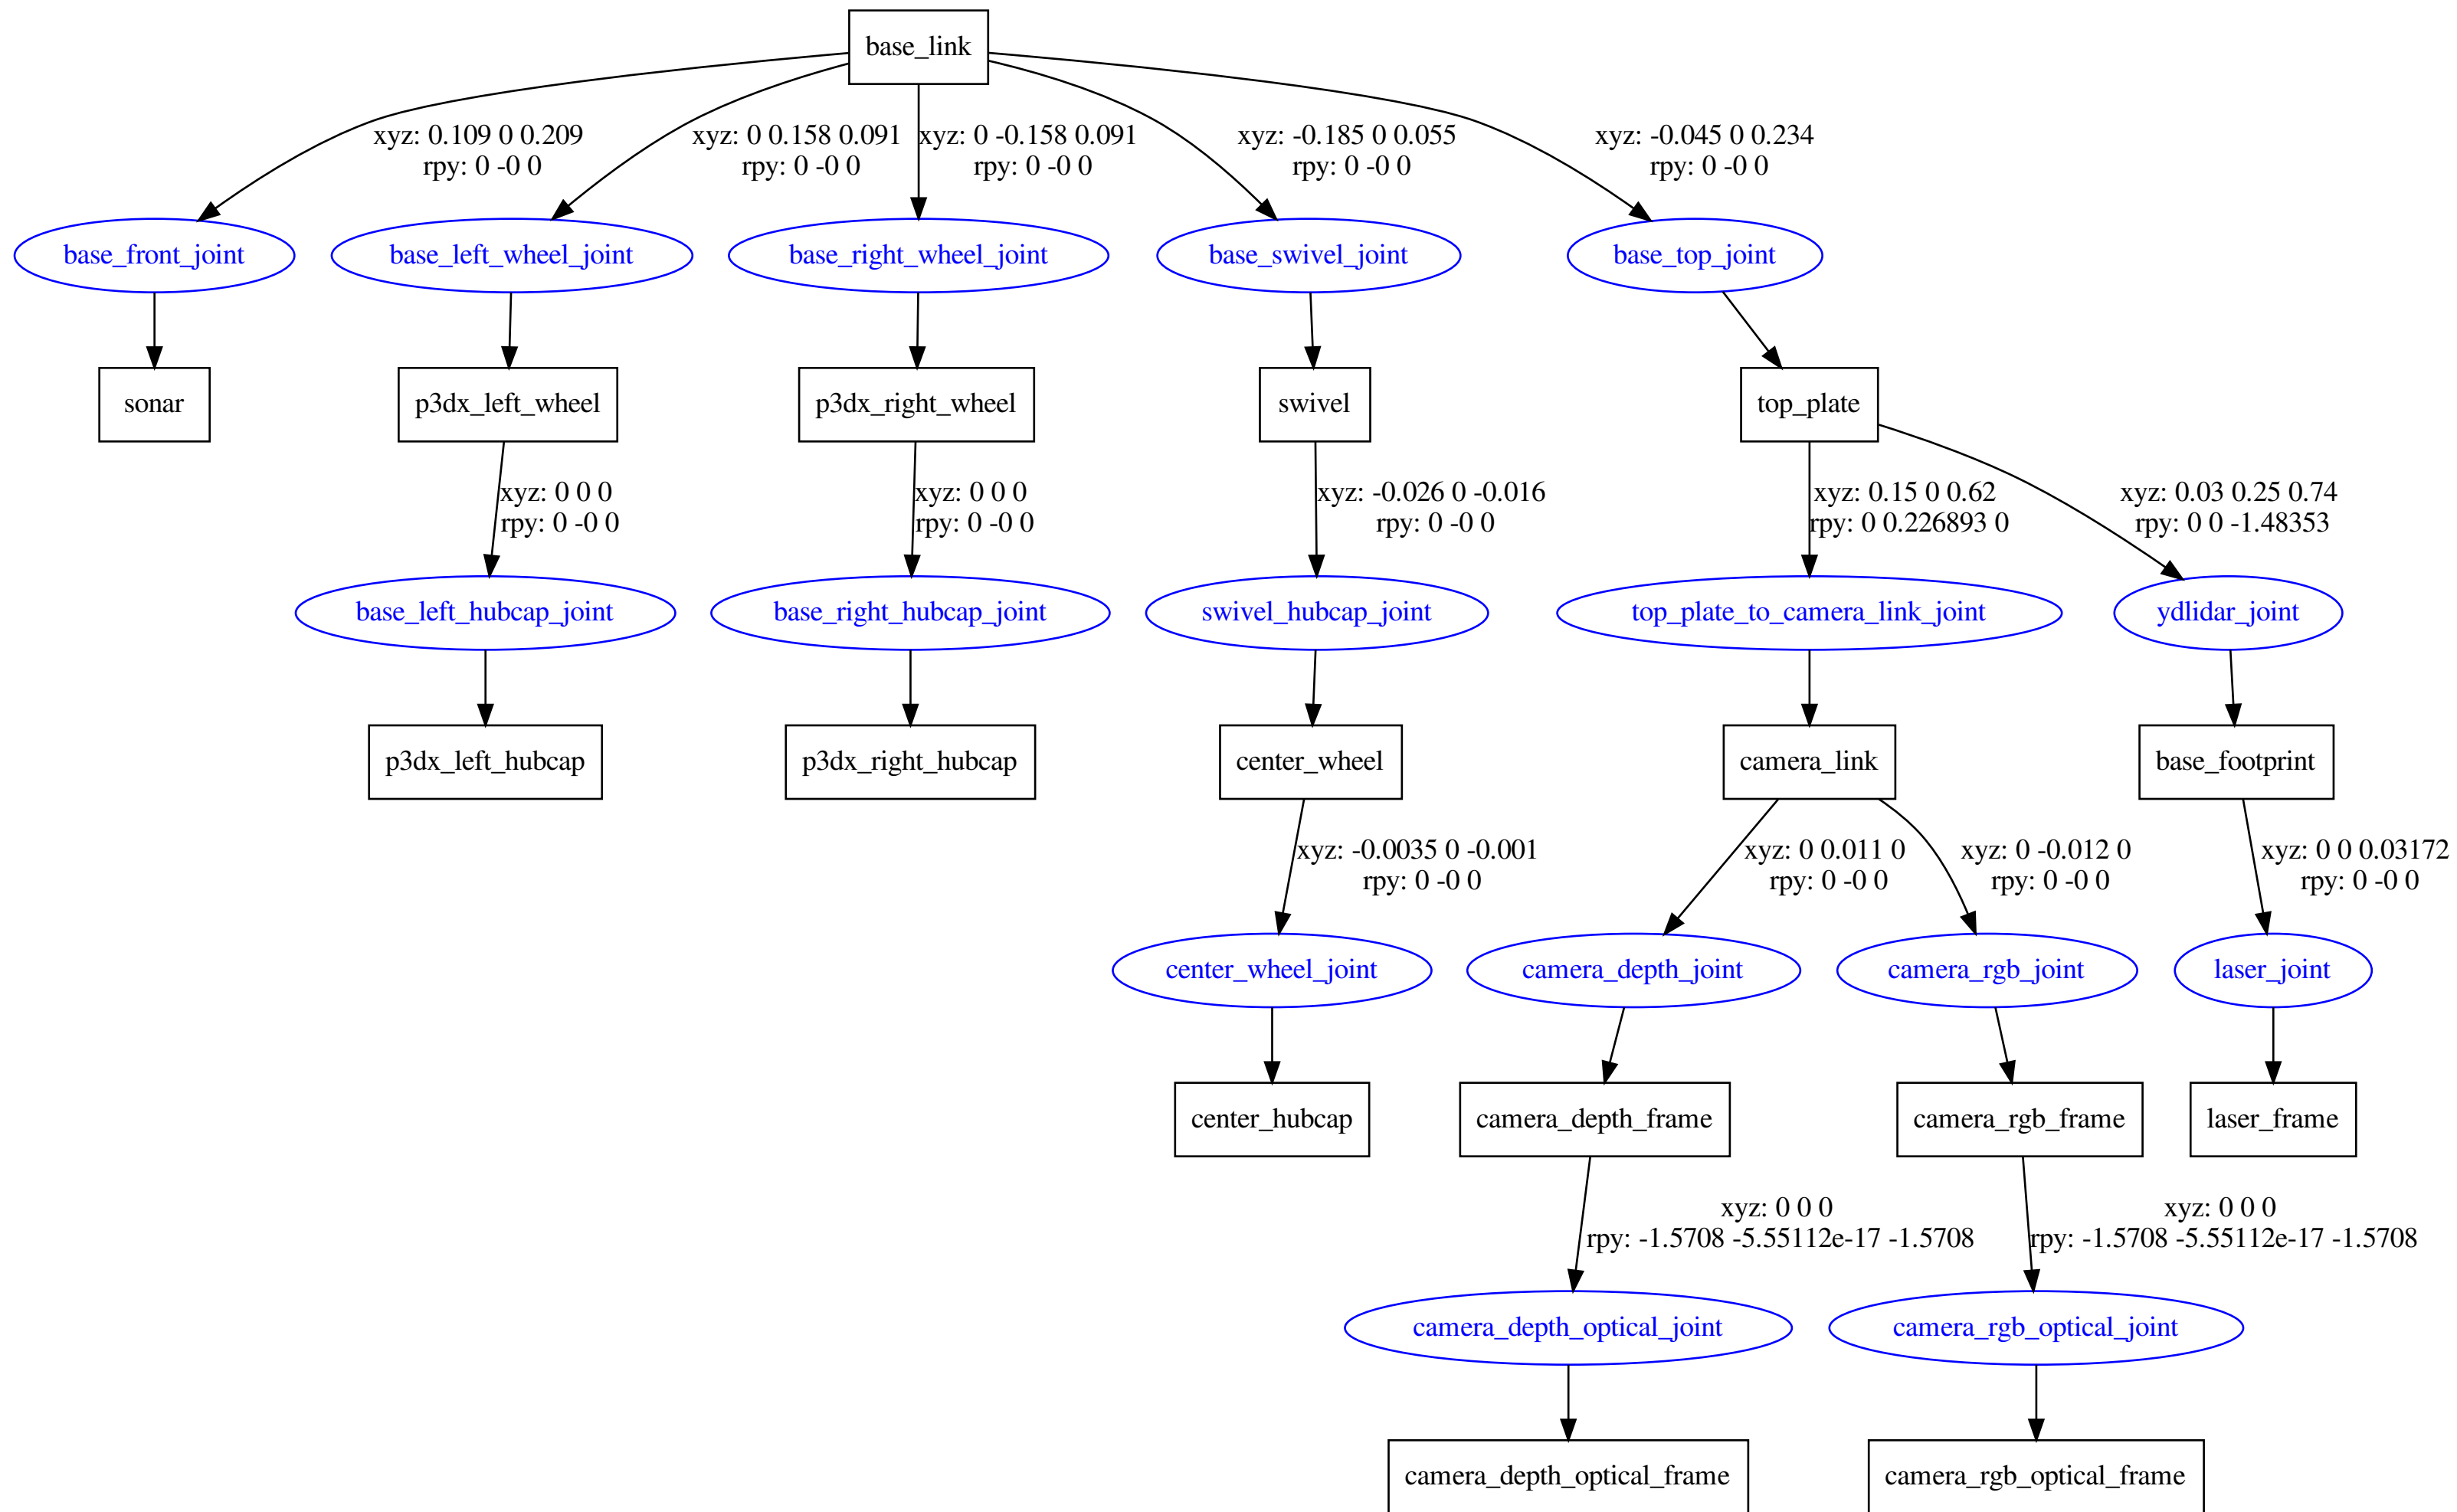 base_link
xyz: 0.109 0 0.209
rpy: 0 -0 0
xyz: 0 0.158 0.091
rpy: 0 -0 0
xyz: 0 -0.158 0.091
rpy: 0 -0 0
xyz: -0.185 0 0.055
rpy: 0 -0 0
xyz: -0.045 0 0.234
rpy: 0 -0 0
base_front_joint
base_left_wheel_joint
base_right_wheel_joint
base_swivel_joint
base_top_joint
sonar
p3dx_left_wheel
p3dx_right_wheel
swivel
top_plate
xyz: 0 0 0
rpy: 0 -0 0
xyz: 0 0 0
rpy: 0 -0 0
xyz: -0.026 0 -0.016
rpy: 0 -0 0
xyz: 0.15 0 0.62
rpy: 0 0.226893 0
xyz: 0.03 0.25 0.74
rpy: 0 0 -1.48353
base_left_hubcap_joint
base_right_hubcap_joint
swivel_hubcap_joint
top_plate_to_camera_link_joint
ydlidar_joint
p3dx_left_hubcap
p3dx_right_hubcap
center_wheel
camera_link
base_footprint
xyz: -0.0035 0 -0.001
rpy: 0 -0 0
xyz: 0 0.011 0
rpy: 0 -0 0
xyz: 0 -0.012 0
rpy: 0 -0 0
xyz: 0 0 0.03172
rpy: 0 -0 0
center_wheel_joint
camera_depth_joint
camera_rgb_joint
laser_joint
center_hubcap
camera_depth_frame
camera_rgb_frame
laser_frame
xyz: 0 0 0
rpy: -1.5708 -5.55112e-17 -1.5708
xyz: 0 0 0
rpy: -1.5708 -5.55112e-17 -1.5708
camera_depth_optical_joint
camera_rgb_optical_joint
camera_depth_optical_frame
camera_rgb_optical_frame